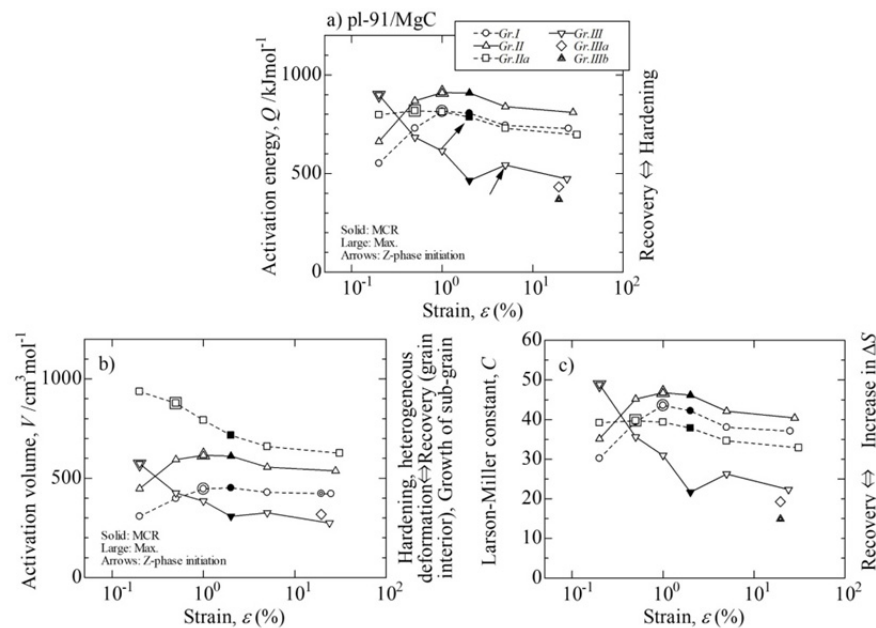 a) pl-91/MgC
Gr.I
Gr.II
Gr.IIa
Gr.III
Gr.IIIa
Gr.IIIb
Activation energy, Q /kJmol⁻¹
1000
500
0
Solid: MCR
Large: Max.
Arrows: Z-phase initiation
10⁻¹ 10⁰ 10¹ 10²
Strain, ε (%)
Recovery ⇔ Hardening
b)
Activation volume, V /cm³mol⁻¹
1000
500
0
Solid: MCR
Large: Max.
Arrows: Z-phase initiation
10⁻¹ 10⁰ 10¹ 10²
Strain, ε (%)
Hardening, heterogeneous
deformation⇔Recovery (grain
interior), Growth of sub-grain
c)
Larson-Miller constant, C
60
50
40
30
20
10
0
10⁻¹ 10⁰ 10¹ 10²
Strain, ε (%)
Recovery ⇔ Increase in ΔS